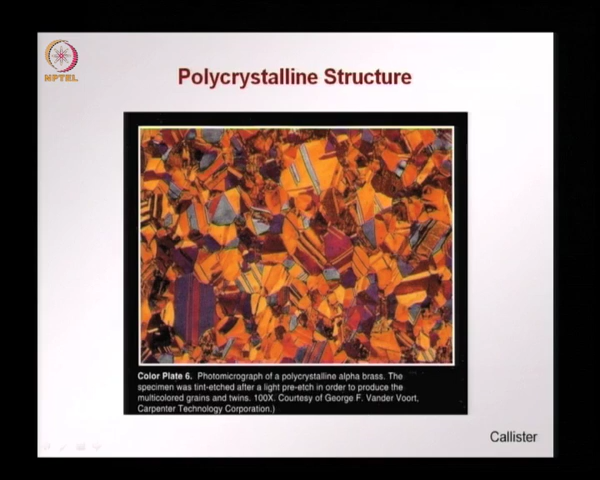 NPTEL
Polycrystalline Structure
Color Plate 6. Photomicrograph of a polycrystalline alpha brass. The
specimen was tint-etched after a light pre-etch in order to produce the
multicolored grains and twins. 100X. Courtesy of George F. Vander Voort,
Carpenter Technology Corporation.)
Callister